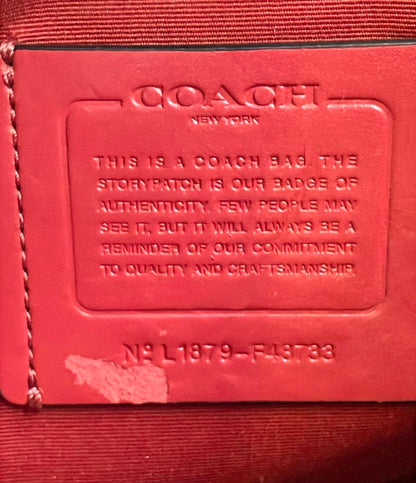 COACH
NEW YORK
THIS IS A COACH BAG. THE
STORYPATCH IS OUR BADGE OF
AUTHENTICITY. FEW PEOPLE MAY
SEE IT, BUT IT WILL ALWAYS BE A
REMINDER OF OUR COMMITMENT
TO QUALITY AND CRAFTSMANSHIP.
Nº L1879-F48733